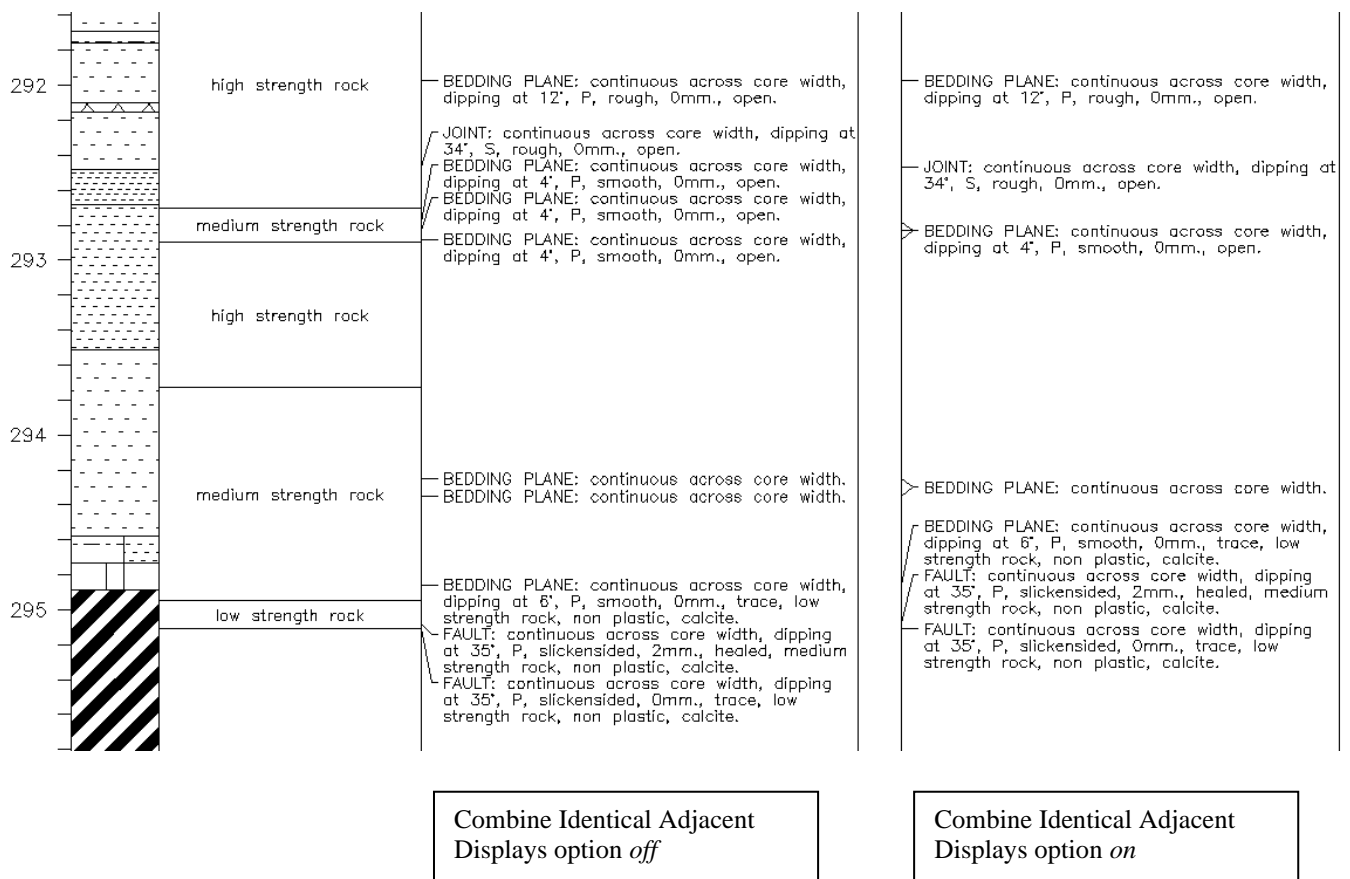 292
293
294
295
high strength rock
medium strength rock
high strength rock
medium strength rock
low strength rock
BEDDING PLANE: continuous across core width,
dipping at 12°, P, rough, 0mm., open.
JOINT: continuous across core width, dipping at
34°, S, rough, 0mm., open.
BEDDING PLANE: continuous across core width,
dipping at 4°, P, smooth, 0mm., open.
BEDDING PLANE: continuous across core width,
dipping at 4°, P, smooth, 0mm., open.
BEDDING PLANE: continuous across core width,
dipping at 4°, P, smooth, 0mm., open.
BEDDING PLANE: continuous across core width.
BEDDING PLANE: continuous across core width.
BEDDING PLANE: continuous across core width,
dipping at 6°, P, smooth, 0mm., trace, low
strength rock, non plastic, calcite.
FAULT: continuous across core width, dipping
at 35°, P, slickensided, 2mm., healed, medium
strength rock, non plastic, calcite.
FAULT: continuous across core width, dipping
at 35°, P, slickensided, 0mm., trace, low
strength rock, non plastic, calcite.
BEDDING PLANE: continuous across core width,
dipping at 12°, P, rough, 0mm., open.
JOINT: continuous across core width, dipping at
34°, S, rough, 0mm., open.
BEDDING PLANE: continuous across core width,
dipping at 4°, P, smooth, 0mm., open.
BEDDING PLANE: continuous across core width.
BEDDING PLANE: continuous across core width,
dipping at 6°, P, smooth, 0mm., trace, low
strength rock, non plastic, calcite.
FAULT: continuous across core width, dipping
at 35°, P, slickensided, 2mm., healed, medium
strength rock, non plastic, calcite.
FAULT: continuous across core width, dipping
at 35°, P, slickensided, 0mm., trace, low
strength rock, non plastic, calcite.
Combine Identical Adjacent
Displays option off
Combine Identical Adjacent
Displays option on